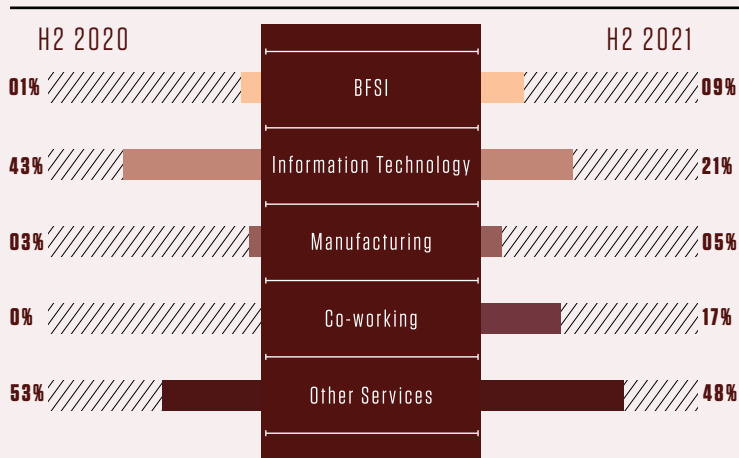 H2 2020 H2 2021
01% BFSI 09%
43% Information Technology 21%
03% Manufacturing 05%
0% Co-working 17%
53% Other Services 48%